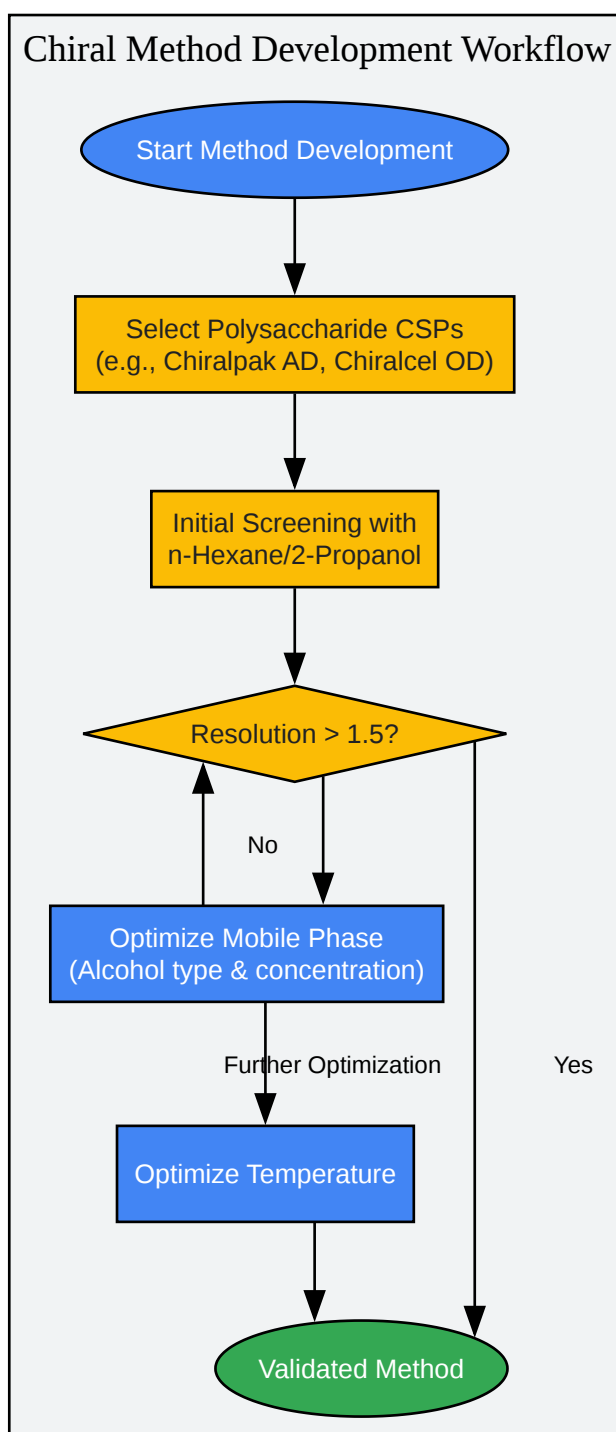 Chiral Method Development Workflow
Start Method Development
Select Polysaccharide CSPs
(e.g., Chiralpak AD, Chiralcel OD)
Initial Screening with
n-Hexane/2-Propanol
Resolution > 1.5?
No
Optimize Mobile Phase
(Alcohol type & concentration)
Further Optimization
Yes
Optimize Temperature
Validated Method